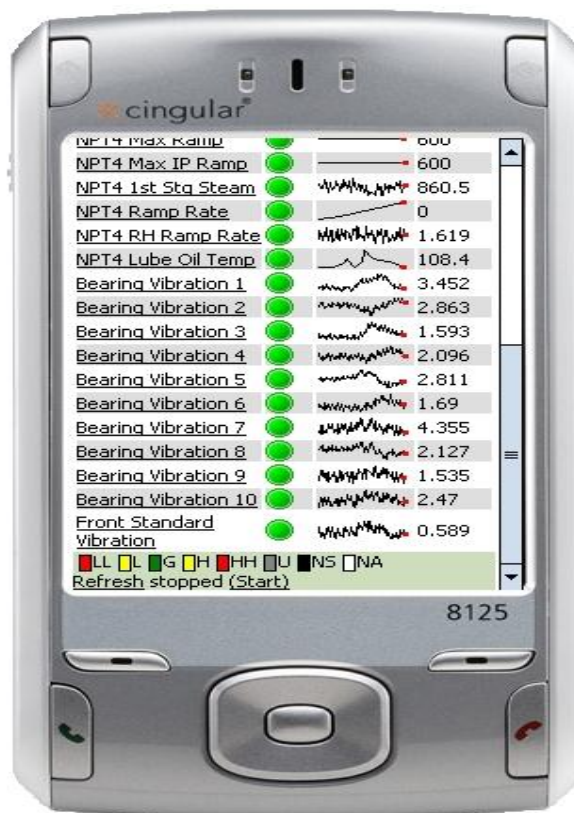 cingular
NPT4 Max Ramp 600
NPT4 Max IP Ramp 600
NPT4 1st Stg Steam 860.5
NPT4 Ramp Rate 0
NPT4 RH Ramp Rate 1.619
NPT4 Lube Oil Temp 108.4
Bearing Vibration 1 3.452
Bearing Vibration 2 2.863
Bearing Vibration 3 1.593
Bearing Vibration 4 2.096
Bearing Vibration 5 2.811
Bearing Vibration 6 1.69
Bearing Vibration 7 4.355
Bearing Vibration 8 2.127
Bearing Vibration 9 1.535
Bearing Vibration 10 2.47
Front Standard
Vibration 0.589
LL L G H HH U NS NA
Refresh stopped (Start)
8125